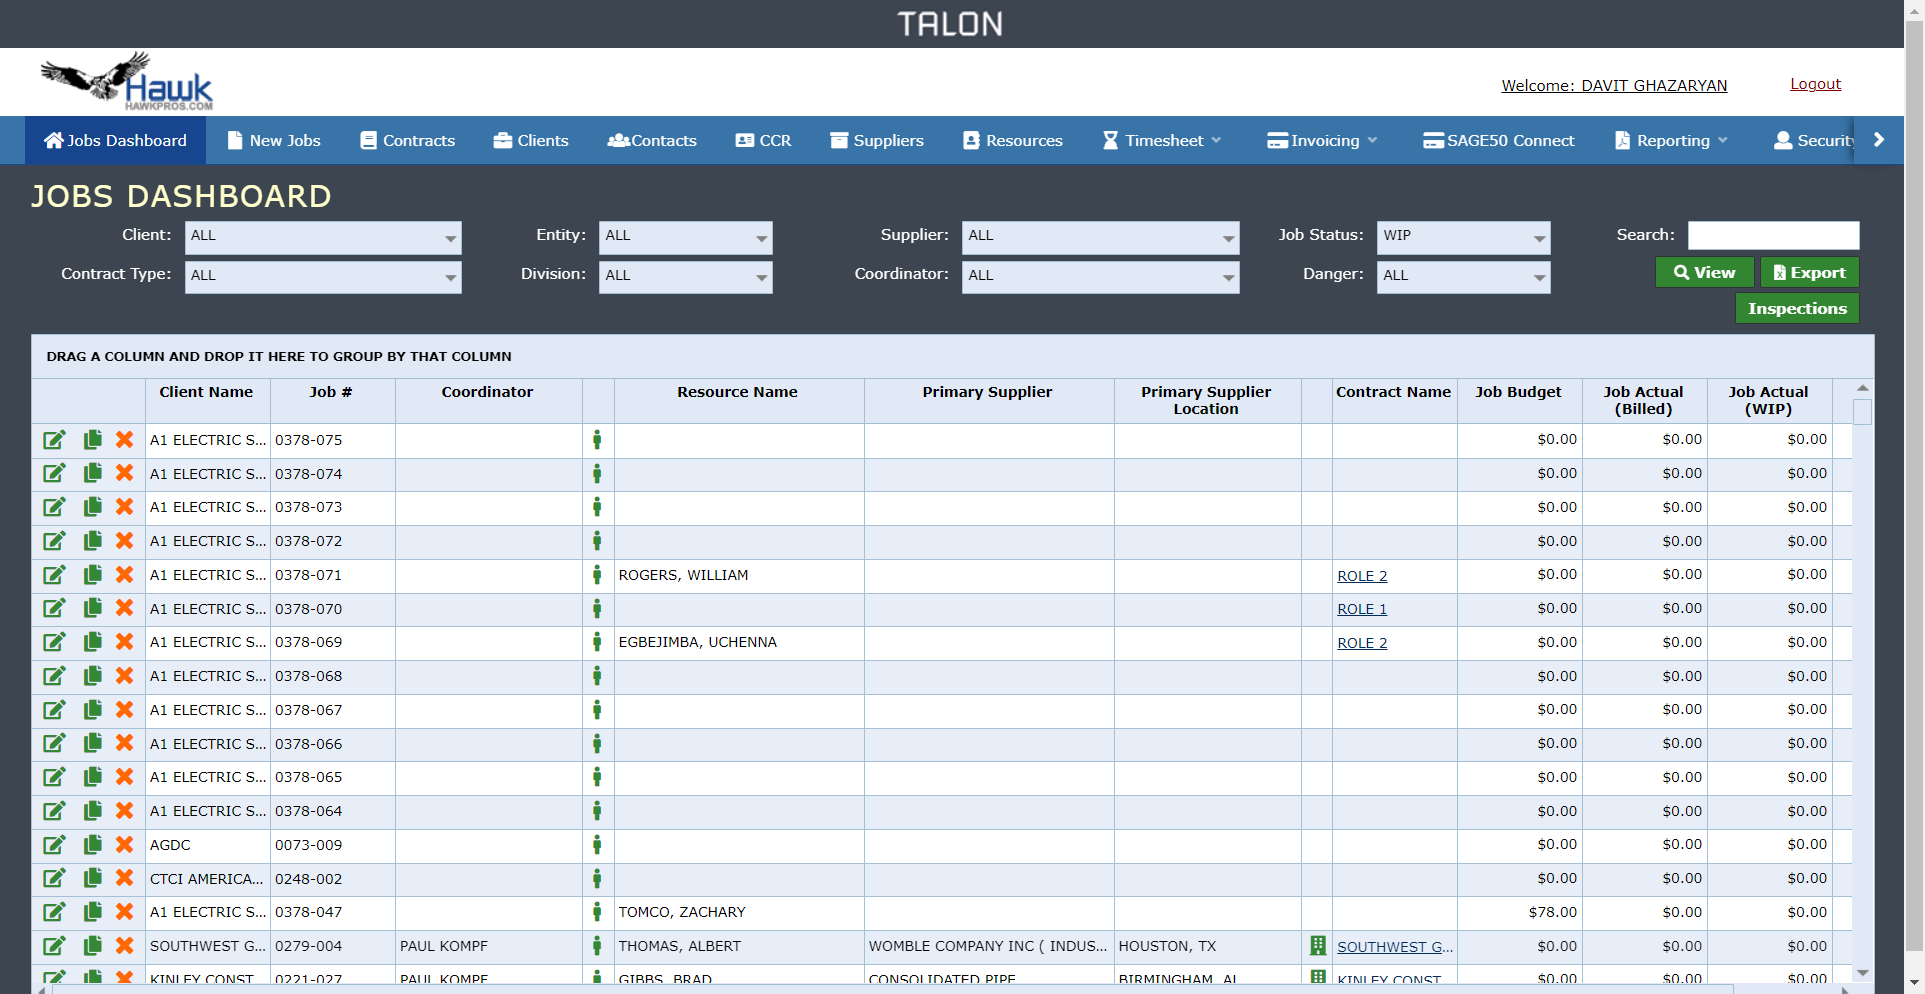 TALON
Hawk
HAWKPROS.COM
Welcome: DAVIT GHAZARYAN Logout
Jobs Dashboard New Jobs Contracts Clients Contacts CCR Suppliers Resources Timesheet Invoicing SAGE50 Connect Reporting Security
JOBS DASHBOARD
Client: ALL Entity: ALL Supplier: ALL Job Status: WIP Search:
Contract Type: ALL Division: ALL Coordinator: ALL Danger: ALL View Export
Inspections
DRAG A COLUMN AND DROP IT HERE TO GROUP BY THAT COLUMN
Client Name Job # Coordinator Resource Name Primary Supplier Primary Supplier Location Contract Name Job Budget Job Actual (Billed) Job Actual (WIP)
A1 ELECTRIC S... 0378-075 $0.00 $0.00 $0.00
A1 ELECTRIC S... 0378-074 $0.00 $0.00 $0.00
A1 ELECTRIC S... 0378-073 $0.00 $0.00 $0.00
A1 ELECTRIC S... 0378-072 $0.00 $0.00 $0.00
A1 ELECTRIC S... 0378-071 ROGERS, WILLIAM ROLE 2 $0.00 $0.00 $0.00
A1 ELECTRIC S... 0378-070 ROLE 1 $0.00 $0.00 $0.00
A1 ELECTRIC S... 0378-069 EGBEJIMBA, UCHENNA ROLE 2 $0.00 $0.00 $0.00
A1 ELECTRIC S... 0378-068 $0.00 $0.00 $0.00
A1 ELECTRIC S... 0378-067 $0.00 $0.00 $0.00
A1 ELECTRIC S... 0378-066 $0.00 $0.00 $0.00
A1 ELECTRIC S... 0378-065 $0.00 $0.00 $0.00
A1 ELECTRIC S... 0378-064 $0.00 $0.00 $0.00
AGDC 0073-009 $0.00 $0.00 $0.00
CTCI AMERICA... 0248-002 $0.00 $0.00 $0.00
A1 ELECTRIC S... 0378-047 TOMCO, ZACHARY $78.00 $0.00 $0.00
SOUTHWEST G... 0279-004 PAUL KOMPF THOMAS, ALBERT WOMBLE COMPANY INC ( INDUS... HOUSTON, TX SOUTHWEST G... $0.00 $0.00 $0.00
KINLEY CONST 0221-027 PAUL KOMPF GIBBS, BRAD CONSOLIDATED PIPE BIRMINGHAM, AL KINLEY CONST $0.00 $0.00 $0.00